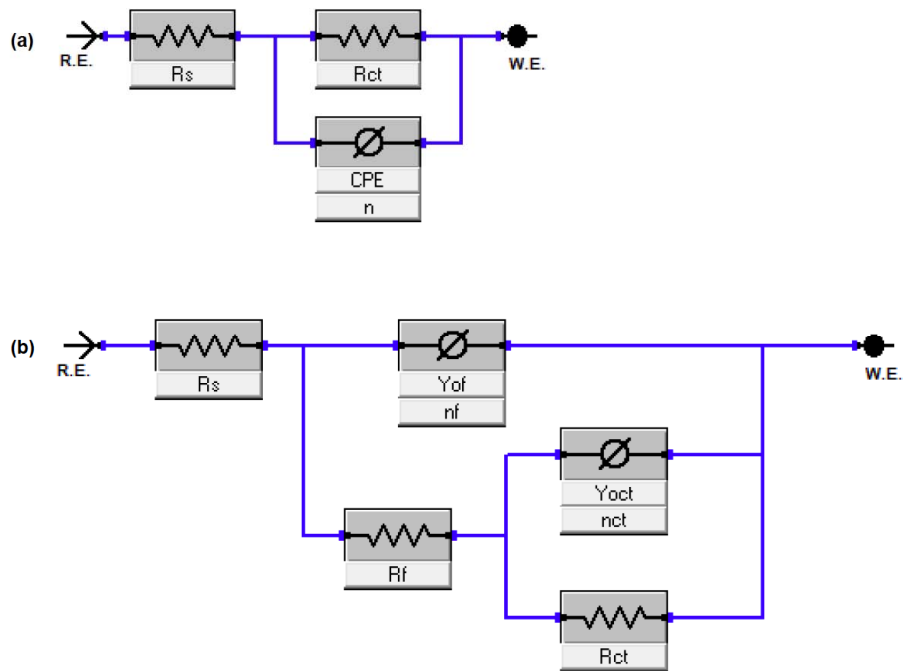 (a)
R.E.
Rs
Rct
W.E.
CPE
n
(b)
R.E.
Rs
Yof
nf
W.E.
Yoct
nct
Rf
Rct